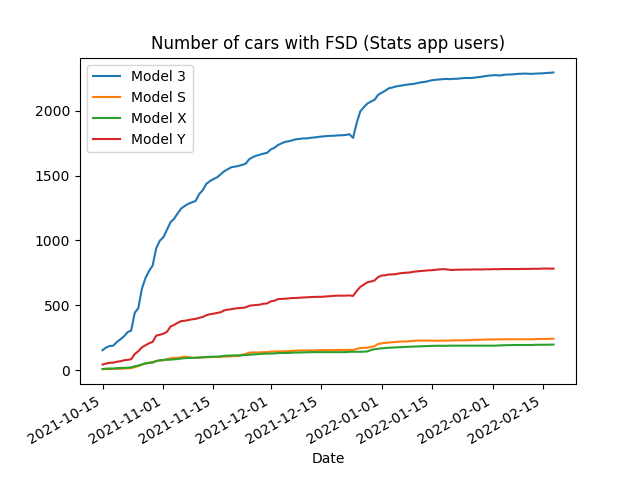 Number of cars with FSD (Stats app users)
Model 3
Model S
Model X
Model Y
2000
1500
1000
500
0
2021-10-15
2021-11-01
2021-11-15
2021-12-01
2021-12-15
2022-01-01
2022-01-15
2022-02-01
2022-02-15
Date